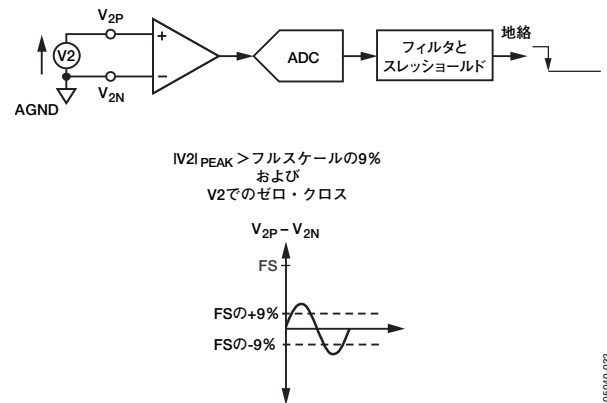 V2P
V2
+
−
V2N
AGND
ADC
フィルタと
スレッショールド
地絡
|V2| PEAK > フルスケールの9%
および
V2でのゼロ・クロス
V2P – V2N
FS
FSの+9%
FSの-9%
05040-022